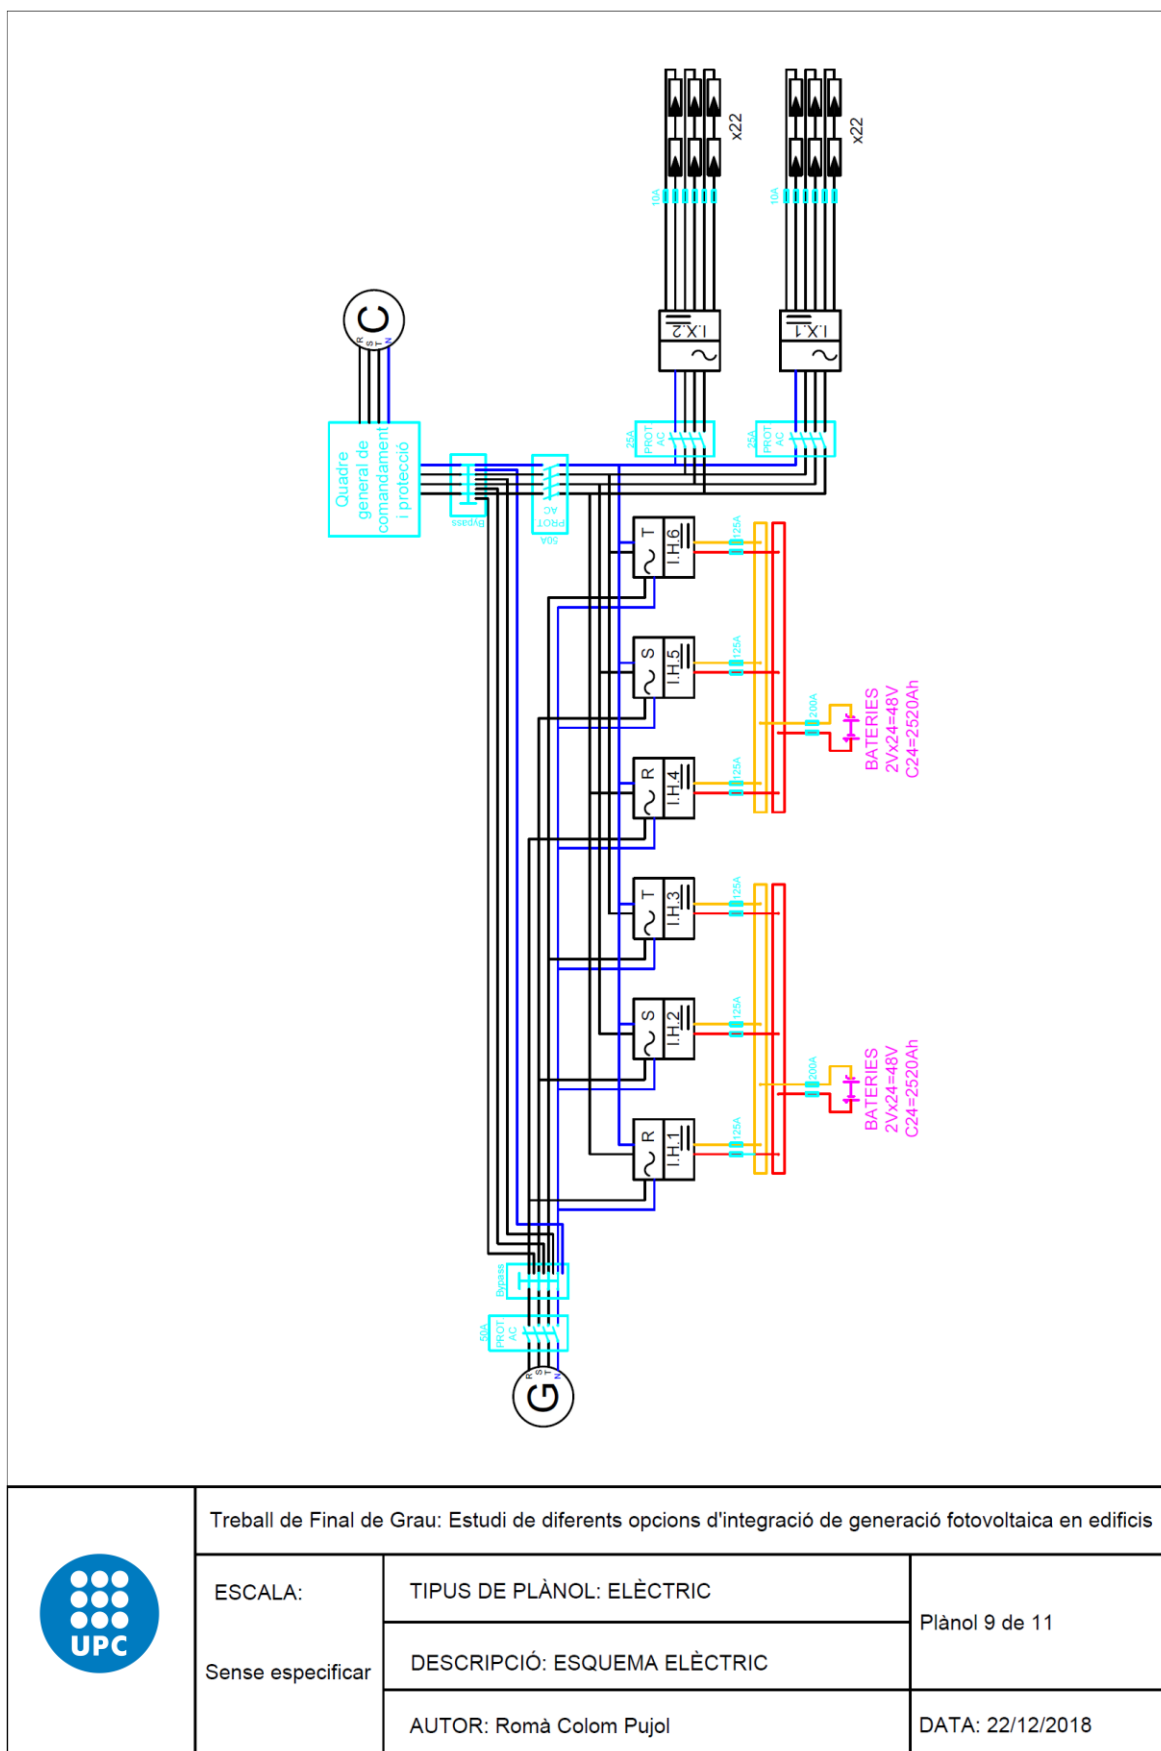 x22
x22
10A
10A
C
R
S
T
N
I.X.2
I.X.1
25A
PROT
AC
25A
PROT
AC
Quadre
general de
comandament
i protecció
Bypass
PROT
AC
50A
T
I.H.6
125A
S
I.H.5
125A
200A
BATERIES
2Vx24=48V
C24=2520Ah
R
I.H.4
125A
T
I.H.3
125A
S
I.H.2
125A
200A
BATERIES
2Vx24=48V
C24=2520Ah
R
I.H.1
125A
Bypass
50A
PROT
AC
R
S
T
N
G
Treball de Final de Grau: Estudi de diferents opcions d'integració de generació fotovoltaica en edificis
UPC
ESCALA:
Sense especificar
TIPUS DE PLÀNOL: ELÈCTRIC
DESCRIPCIÓ: ESQUEMA ELÈCTRIC
AUTOR: Romà Colom Pujol
Plànol 9 de 11
DATA: 22/12/2018